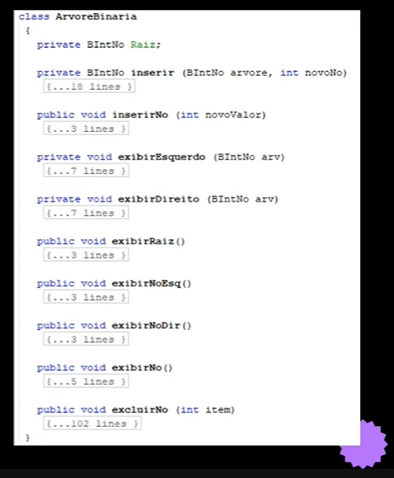 class ArvoreBinaria
{
private BIntNo Raiz;
private BIntNo inserir (BIntNo arvore, int novoNo)
{...18 lines }
public void inserirNo (int novoValor)
{...3 lines }
private void exibirEsquerdo (BIntNo arv)
{...7 lines }
private void exibirDireito (BIntNo arv)
{...7 lines }
public void exibirRaiz()
{...3 lines }
public void exibirNoEsq()
{...3 lines }
public void exibirNoDir()
{...3 lines }
public void exibirNo()
{...5 lines }
public void excluirNo (int item)
{...102 lines }
}